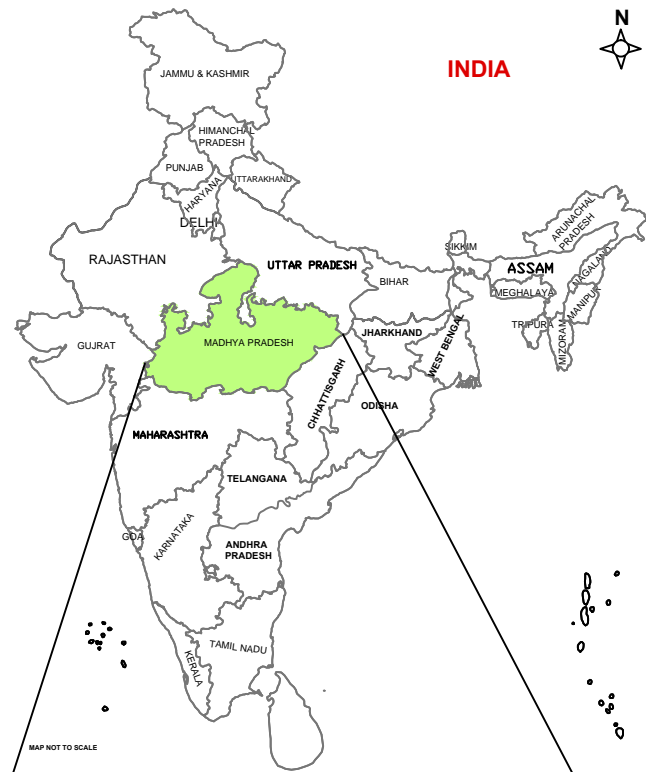 N
INDIA
JAMMU & KASHMIR
HIMANCHAL
PRADESH
PUNJAB
UTTARAKHAND
HARYANA
DELHI
RAJASTHAN
UTTAR PRADESH
SIKKIM
ARUNACHAL
PRADESH
ASSAM
NAGALAND
BIHAR
MEGHALAYA
MANIPUR
TRIPURA
MIZORAM
GUJRAT
MADHYA PRADESH
JHARKHAND
WEST BENGAL
CHHATTISGARH
ODISHA
MAHARASHTRA
TELANGANA
GOA
KARNATAKA
ANDHRA
PRADESH
TAMIL NADU
KERALA
MAP NOT TO SCALE